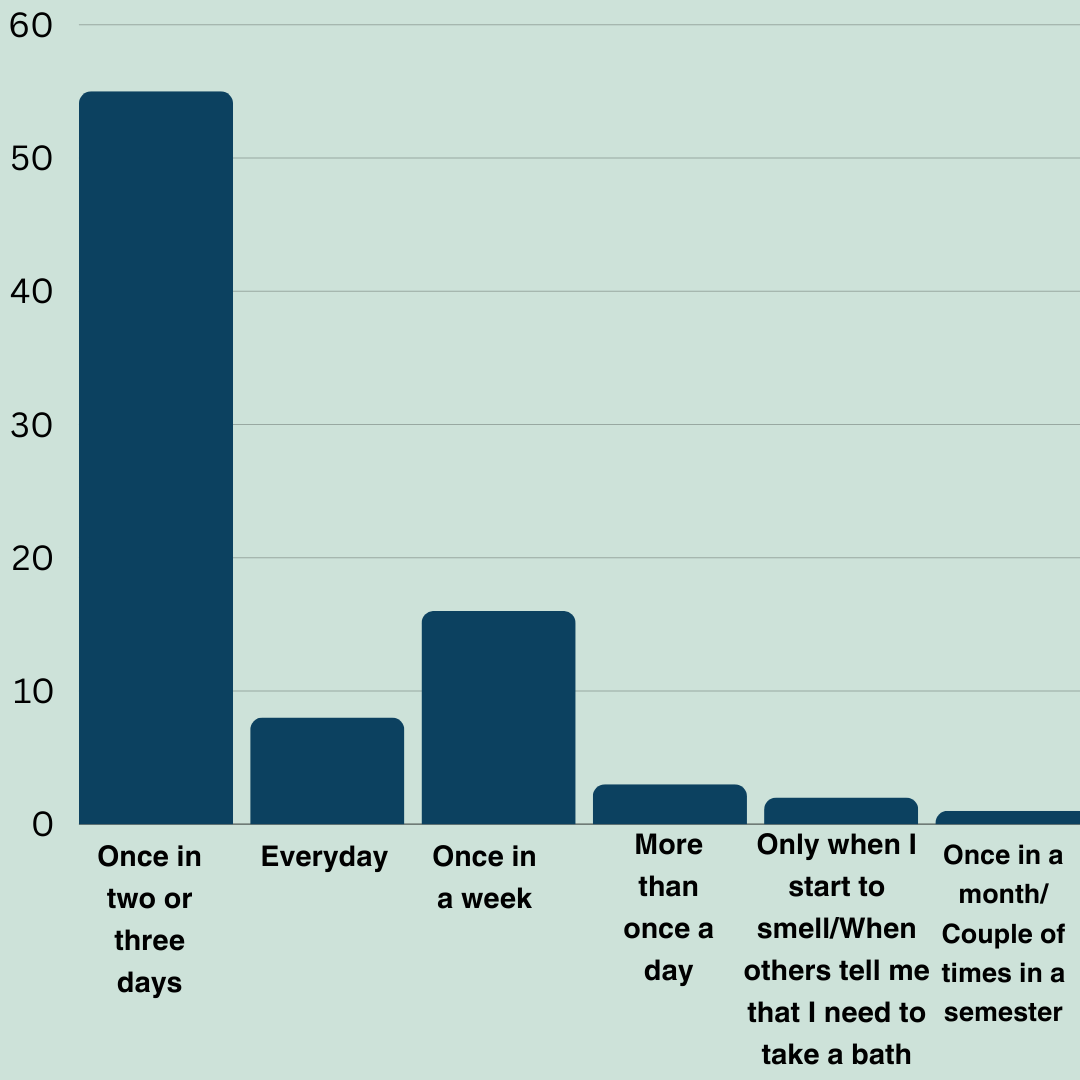 60
50
40
30
20
10
0
Once in
two or
three
days
Everyday
Once in
a week
More
than
once a
day
Only when I
start to
smell/When
others tell me
that I need to
take a bath
Once in a
month/
Couple of
times in a
semester